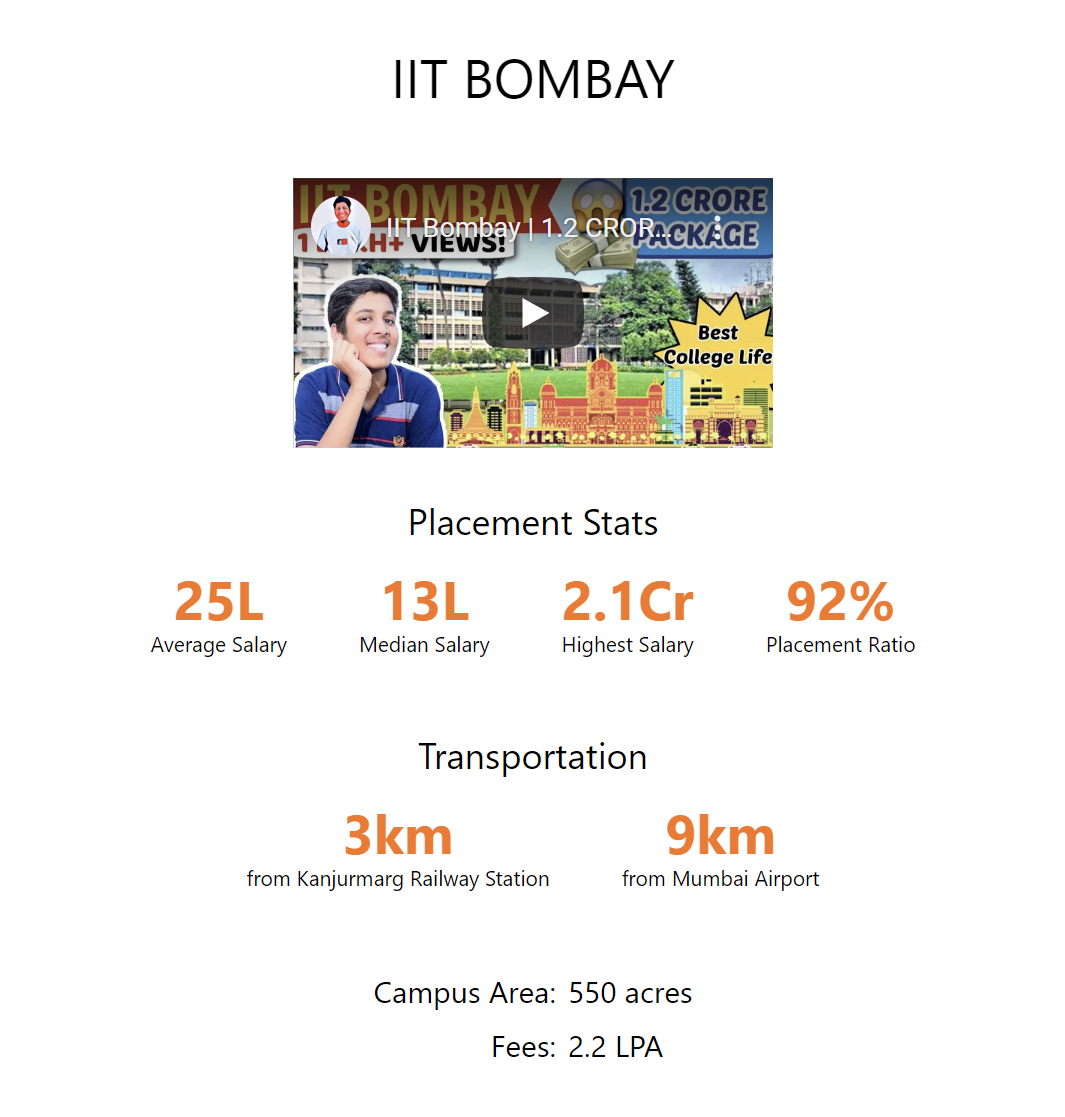 IIT BOMBAY
IIT BOMBAY
1.2 CRORE
PACKAGE
IIT Bombay | 1.2 CROR...
VIEWS!
Best
College Life
Placement Stats
25L 13L 2.1Cr 92%
Average Salary Median Salary Highest Salary Placement Ratio
Transportation
3km 9km
from Kanjurmarg Railway Station from Mumbai Airport
Campus Area: 550 acres
Fees: 2.2 LPA